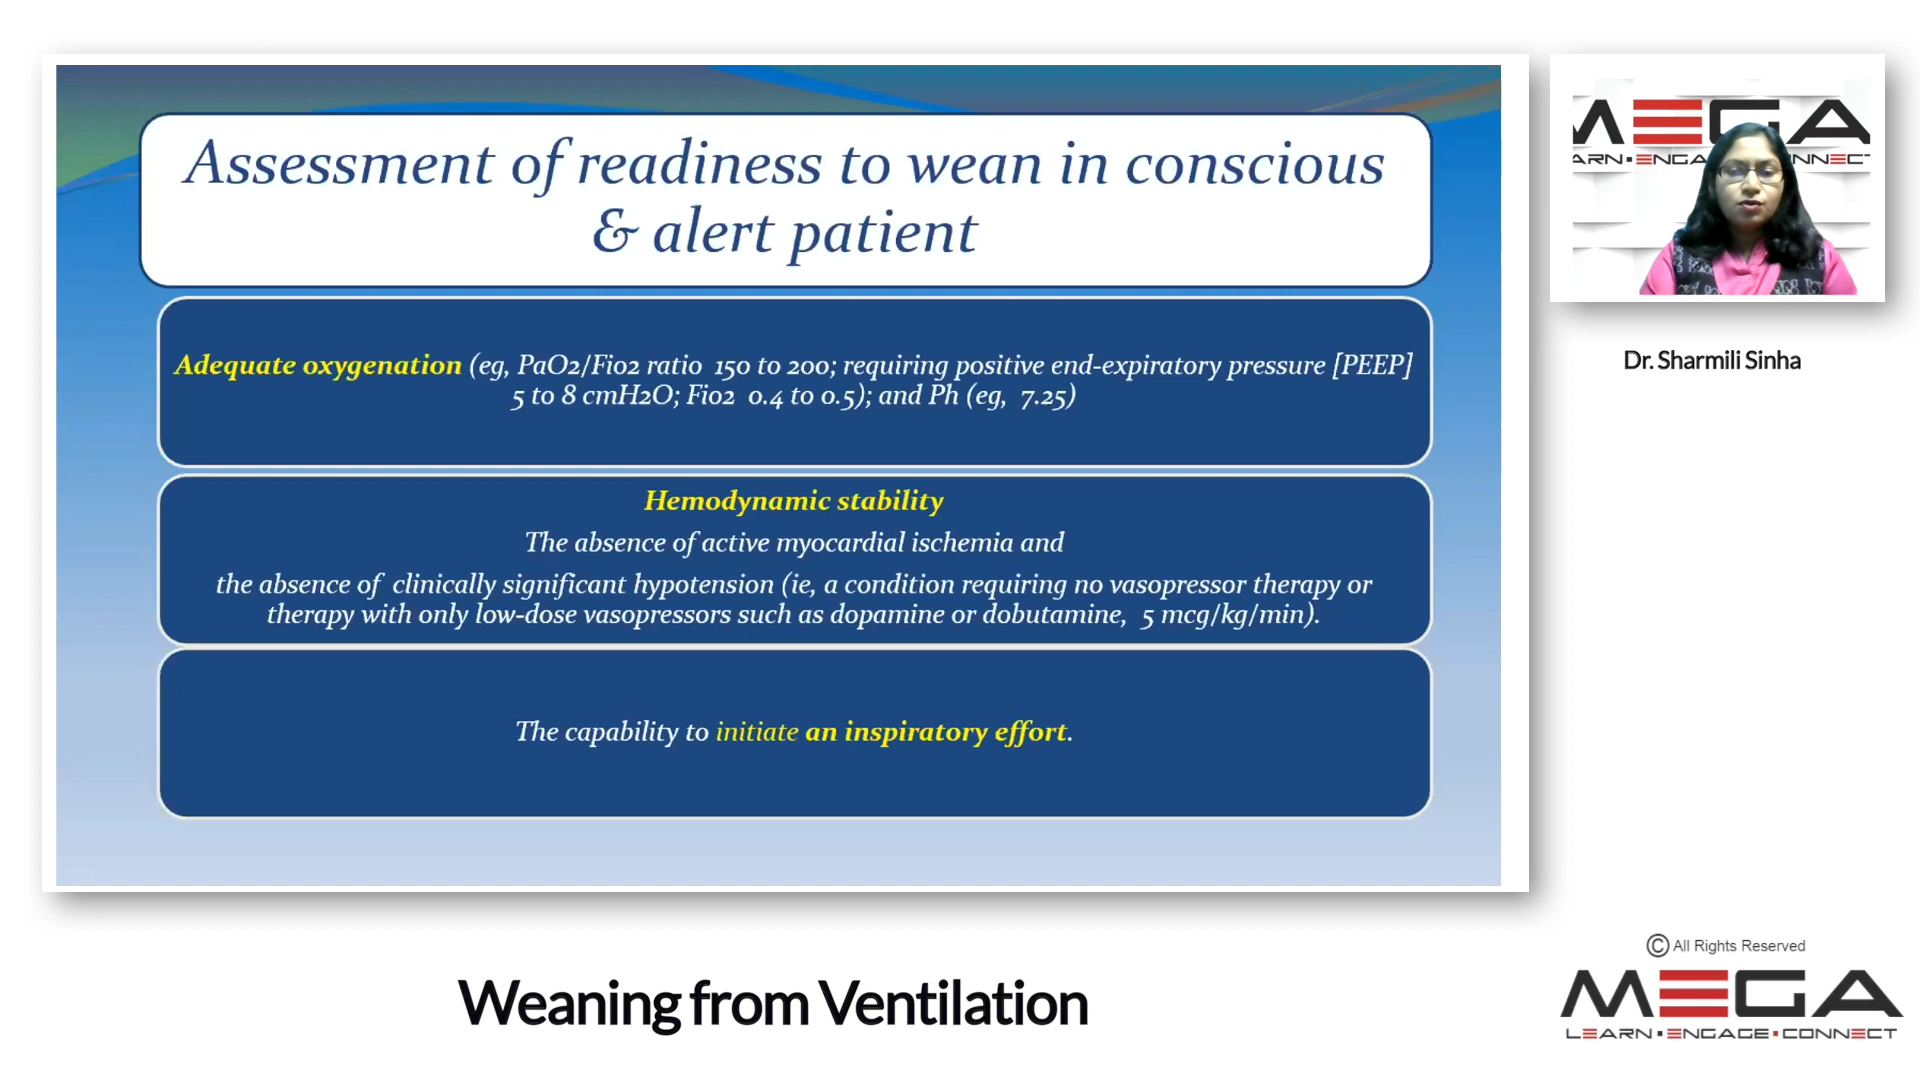 Assessment of readiness to wean in conscious
& alert patient
Adequate oxygenation (eg, PaO2/Fio2 ratio 150 to 200; requiring positive end-expiratory pressure [PEEP]
5 to 8 cmH2O; Fio2 0.4 to 0.5); and Ph (eg, 7.25)
Hemodynamic stability
The absence of active myocardial ischemia and
the absence of clinically significant hypotension (ie, a condition requiring no vasopressor therapy or
therapy with only low-dose vasopressors such as dopamine or dobutamine, 5 mcg/kg/min).
The capability to initiate an inspiratory effort.
Dr. Sharmili Sinha
Weaning from Ventilation
© All Rights Reserved
MEGA
LEARN • ENGAGE • CONNECT